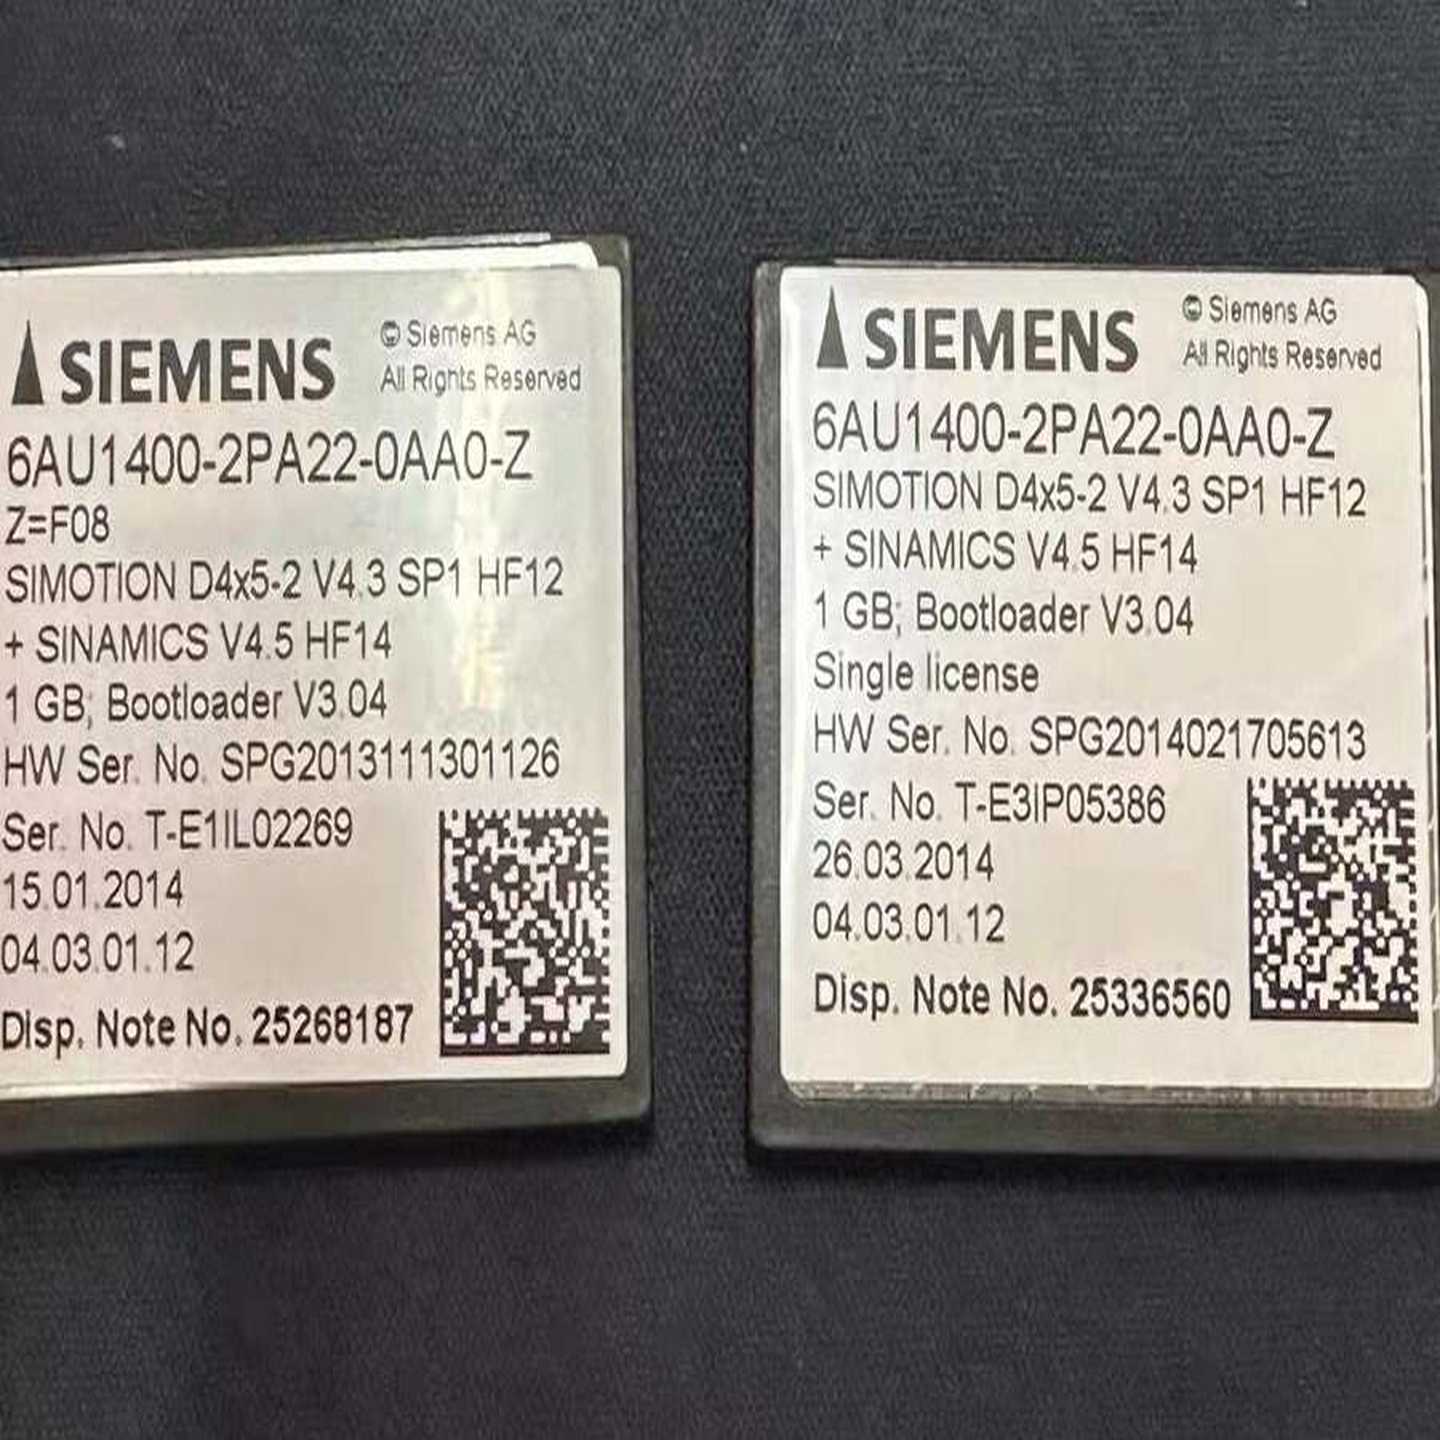 SIEMENS
© Siemens AG
All Rights Reserved
6AU1400-2PA22-0AA0-Z
Z=F08
SIMOTION D4x5-2 V4.3 SP1 HF12
+ SINAMICS V4.5 HF14
1 GB; Bootloader V3.04
HW Ser. No. SPG2013111301126
Ser. No. T-E1IL02269
15.01.2014
04.03.01.12
Disp. Note No. 25268187
SIEMENS
© Siemens AG
All Rights Reserved
6AU1400-2PA22-0AA0-Z
SIMOTION D4x5-2 V4.3 SP1 HF12
+ SINAMICS V4.5 HF14
1 GB; Bootloader V3.04
Single license
HW Ser. No. SPG2014021705613
Ser. No. T-E3IP05386
26.03.2014
04.03.01.12
Disp. Note No. 25336560